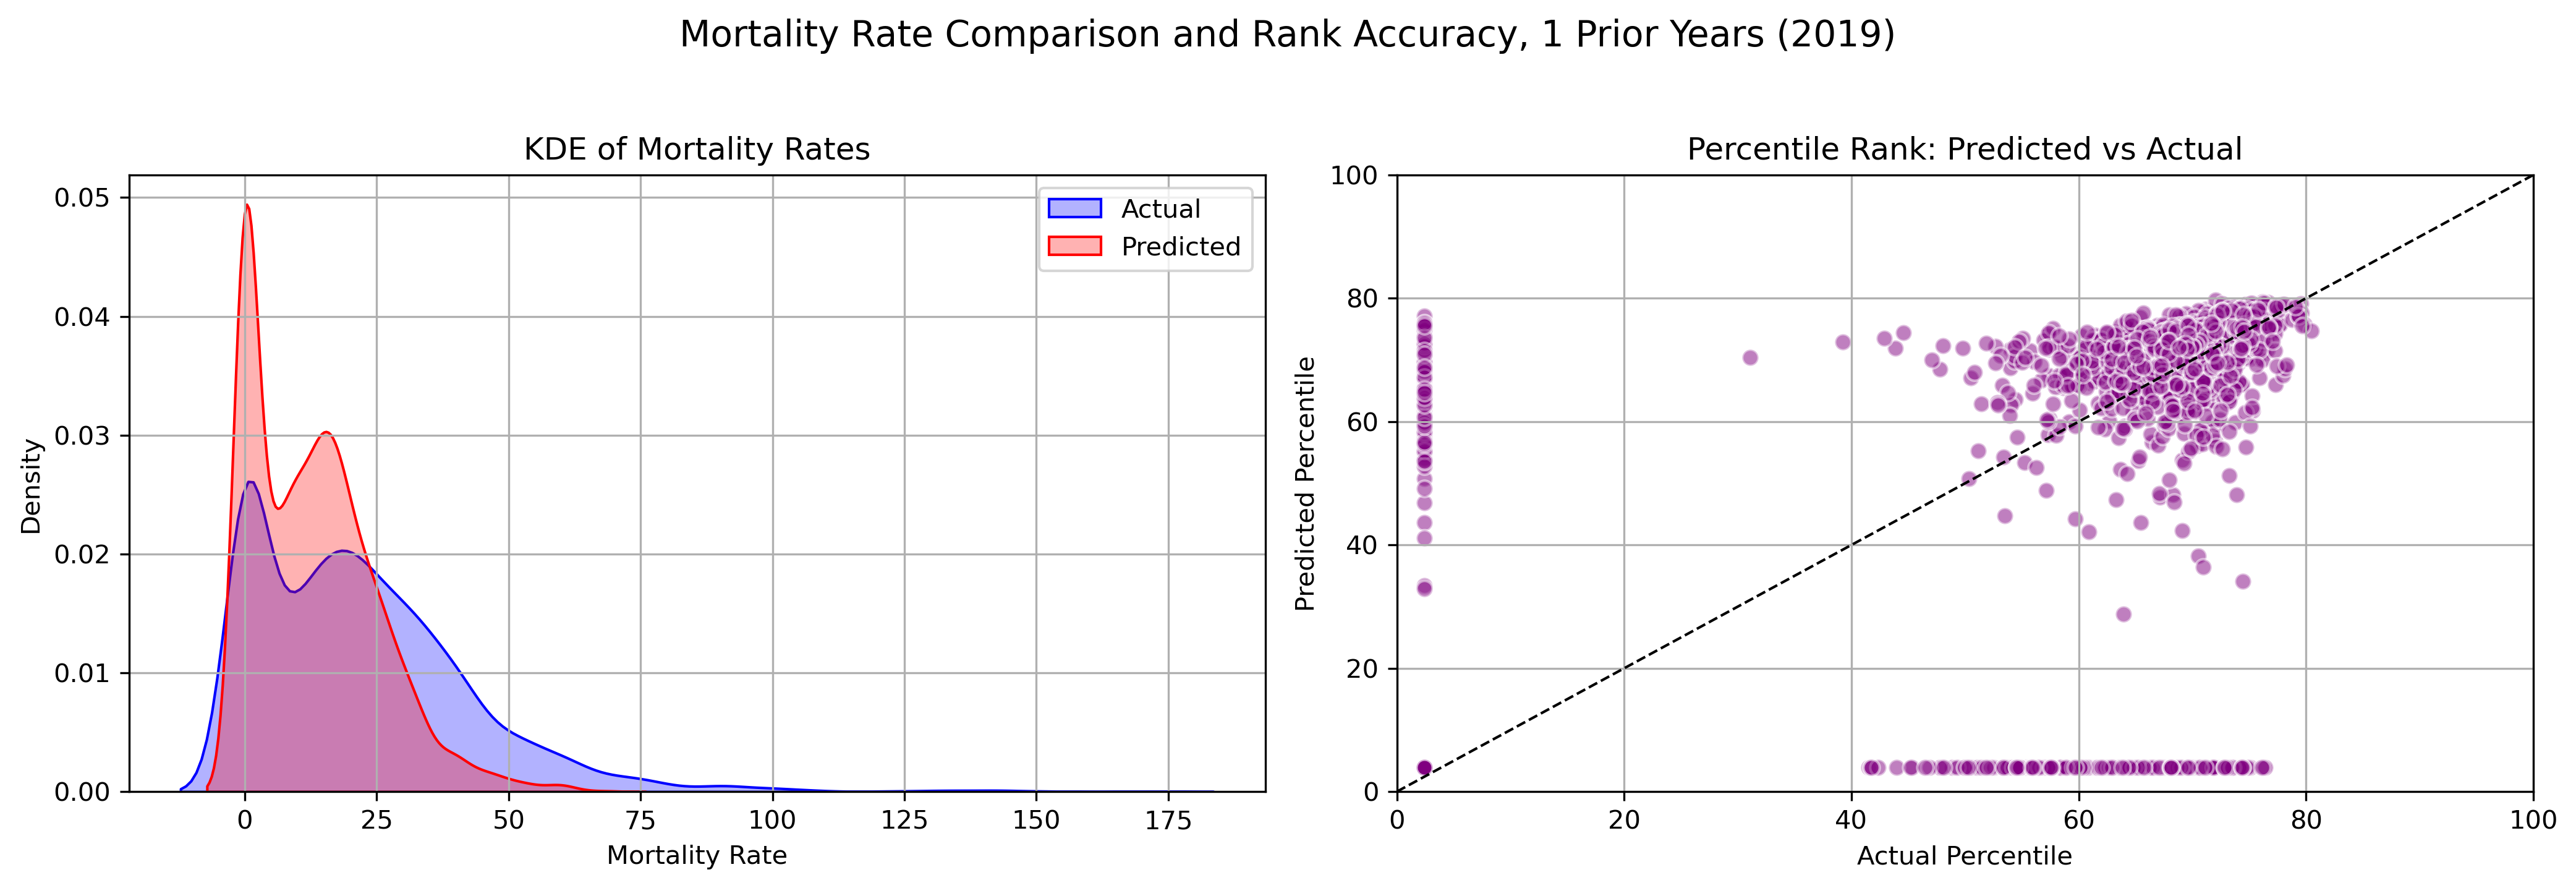 Mortality Rate Comparison and Rank Accuracy, 1 Prior Years (2019)
KDE of Mortality Rates
Density
0.05
0.04
0.03
0.02
0.01
0.00
0 25 50 75 100 125 150 175
Mortality Rate
Actual
Predicted
Percentile Rank: Predicted vs Actual
Predicted Percentile
100
80
60
40
20
0
0 20 40 60 80 100
Actual Percentile